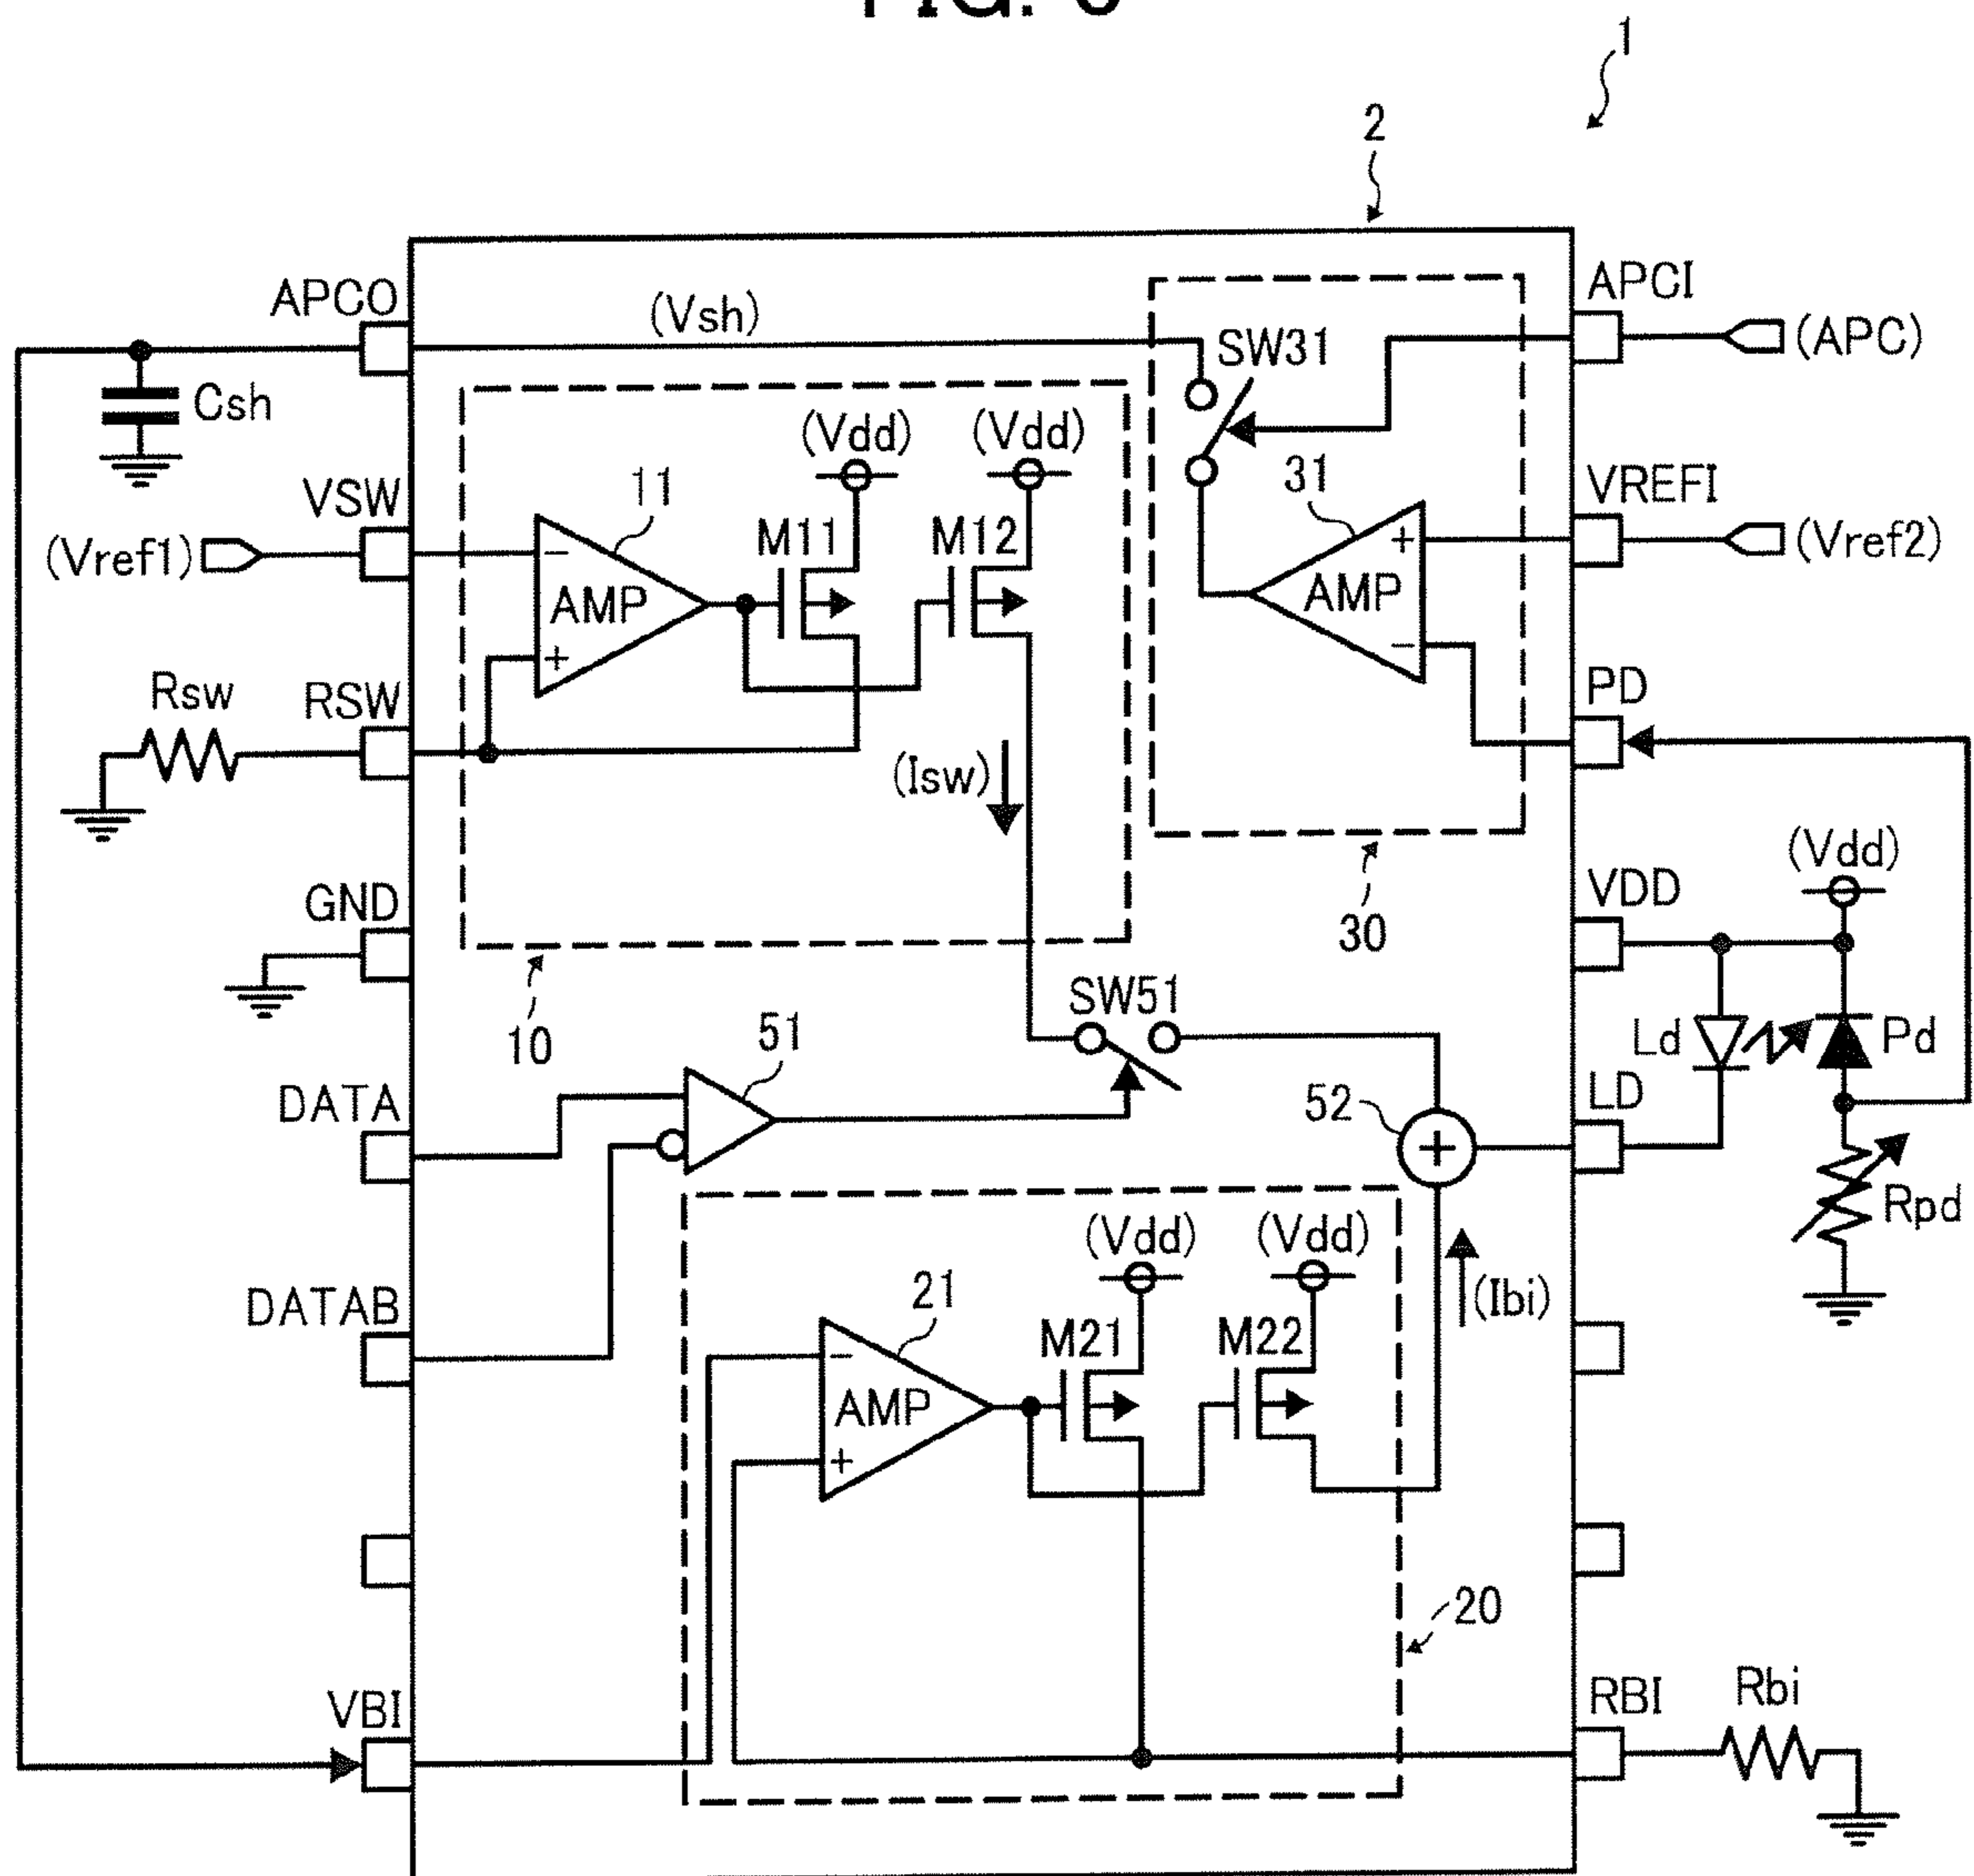 1
2
APCO
(Vsh)
APCI
SW31
(APC)
Csh
(Vdd)
(Vdd)
VSW
11
31
VREFI
(Vref1)
M11
M12
(Vref2)
−
+
AMP
AMP
+
−
Rsw
RSW
PD
(Isw)
(Vdd)
GND
VDD
30
10
SW51
51
Ld
Pd
DATA
52
LD
+
Rpd
(Vdd)
(Vdd)
DATAB
21
(Ibi)
M21
M22
−
AMP
+
20
VBI
RBI
Rbi